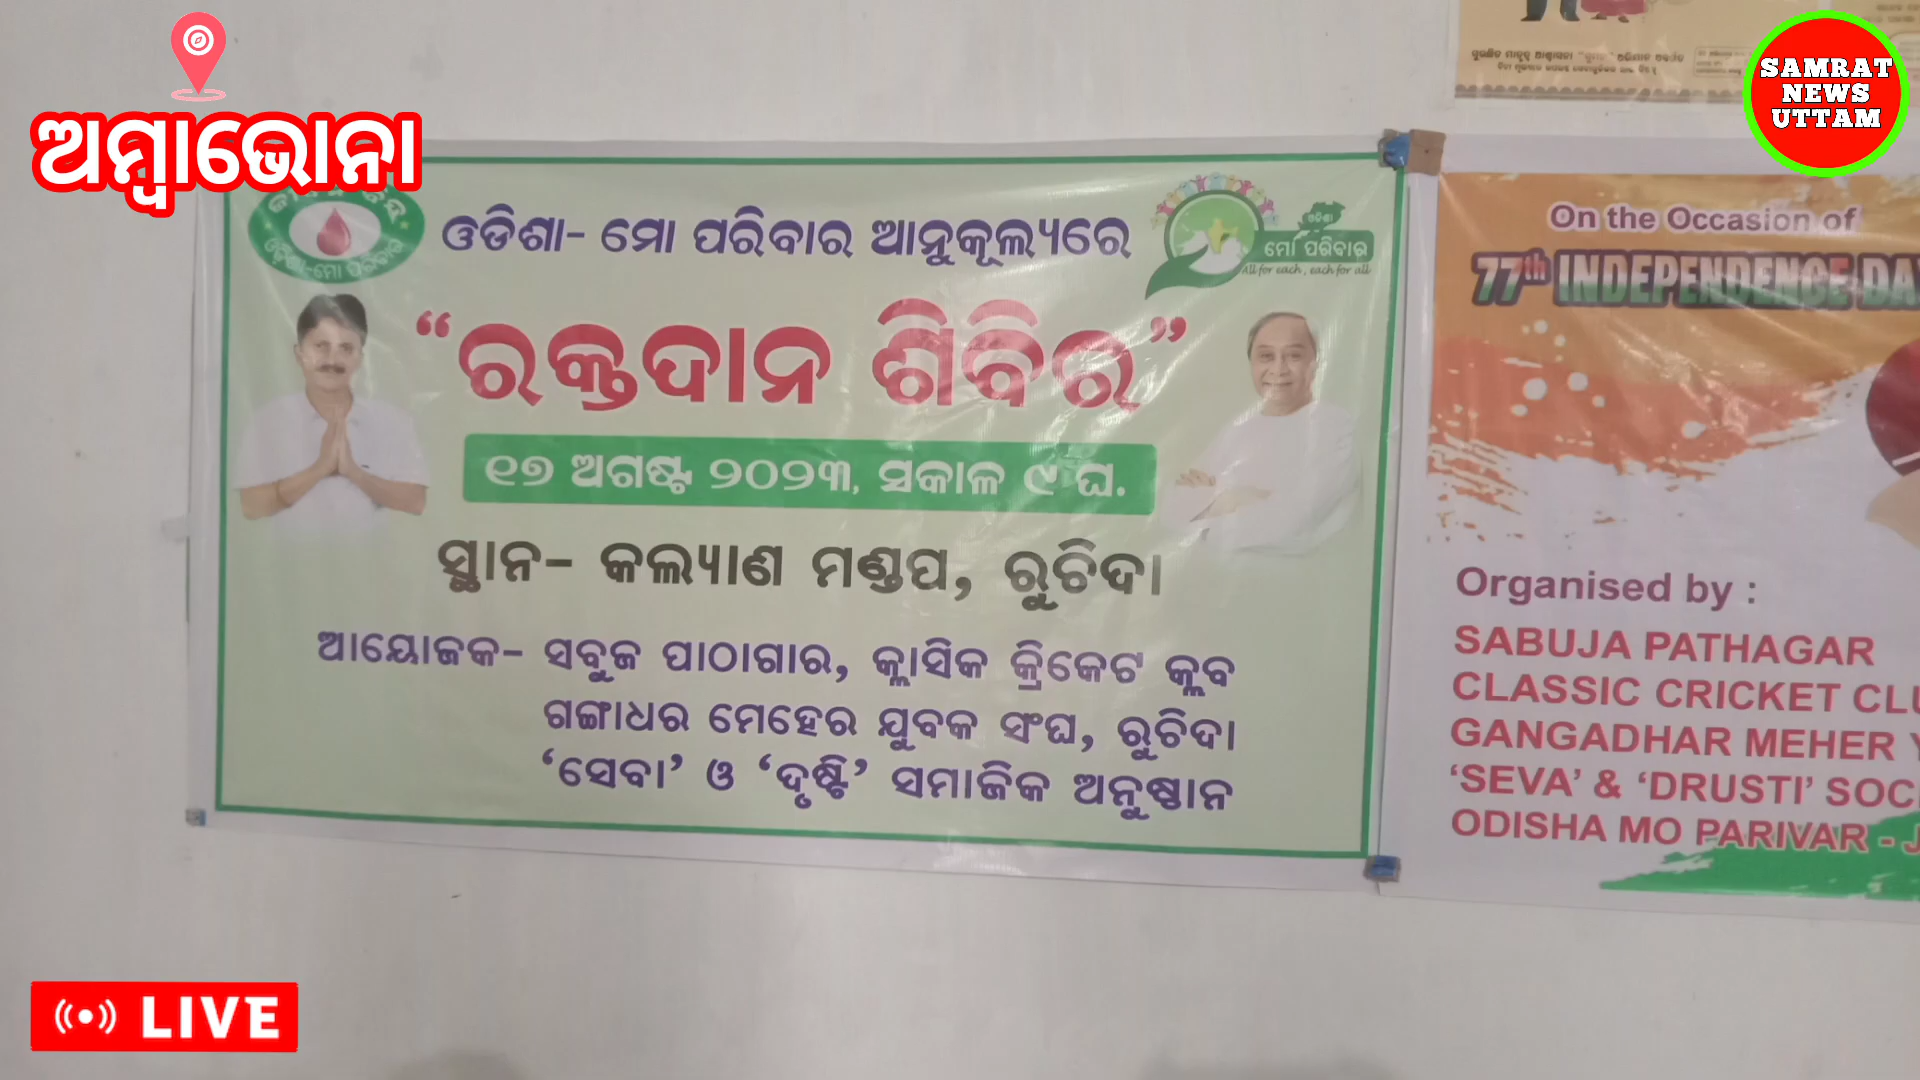 ଅମ୍ବାଭୋନା
SAMRAT
NEWS
UTTAM
ଓଡିଶା-ମୋ ପରିବାର
ଓଡିଶା- ମୋ ପରିବାର ଆନୁକୂଲ୍ୟରେ
ଓଡିଶା
ମୋ ପରିବାର
All for each, each for all
“ରକ୍ତଦାନ ଶିବିର”
୧୭ ଅଗଷ୍ଟ ୨୦୨୩, ସକାଳ ୯ ଘ.
ସ୍ଥାନ- କଲ୍ୟାଣ ମଣ୍ଡପ, ରୁଚିଦା
ଆୟୋଜକ- ସବୁଜ ପାଠାଗାର, କ୍ଲାସିକ କ୍ରିକେଟ କ୍ଲବ
ଗଙ୍ଗାଧର ମେହେର ଯୁବକ ସଂଘ, ରୁଚିଦା
‘ସେବା’ ଓ ‘ଦୃଷ୍ଟି’ ସମାଜିକ ଅନୁଷ୍ଠାନ
On the Occasion of
77th INDEPENDENCE DA
Organised by :
SABUJA PATHAGAR
CLASSIC CRICKET CLU
GANGADHAR MEHER Y
‘SEVA’ & ‘DRUSTI’ SOC
ODISHA MO PARIVAR - J
LIVE